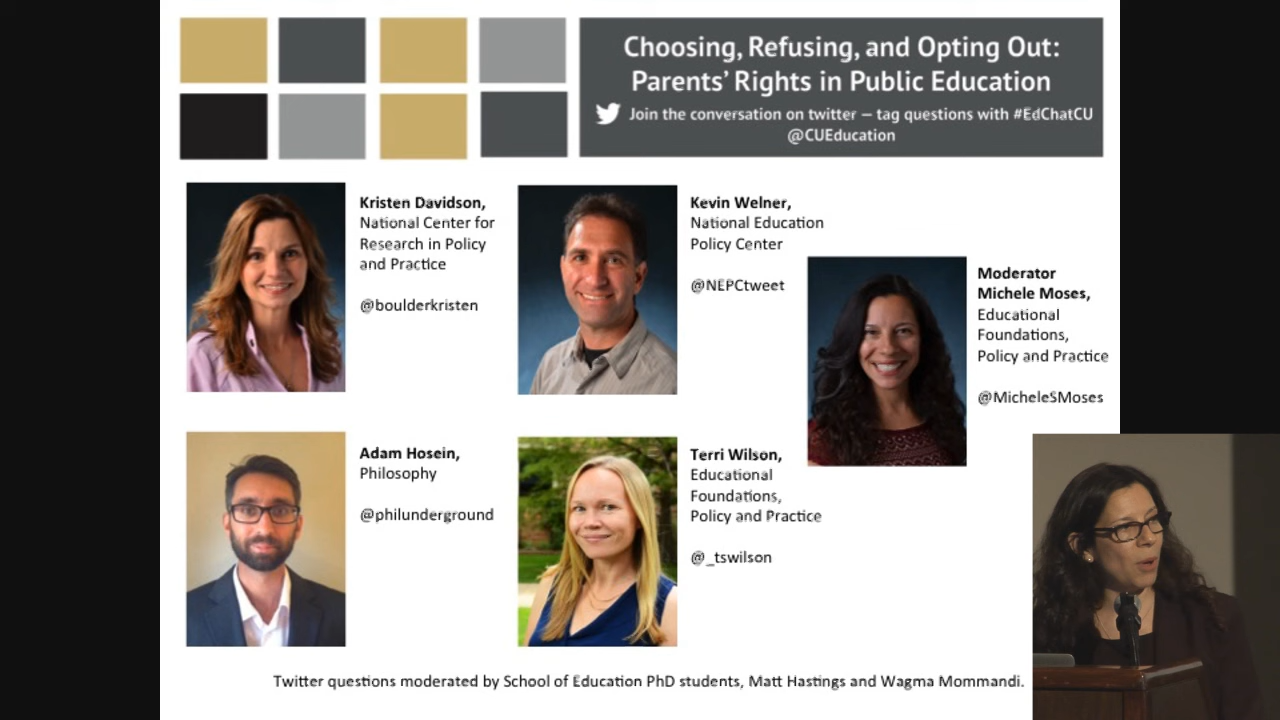 Choosing, Refusing, and Opting Out:
Parents' Rights in Public Education
Join the conversation on twitter – tag questions with #EdChatCU
@CUEducation
Kristen Davidson,
National Center for
Research in Policy
and Practice
@boulderkristen
Kevin Welner,
National Education
Policy Center
@NEPCtweet
Moderator
Michele Moses,
Educational
Foundations,
Policy and Practice
@MicheleSMoses
Adam Hosein,
Philosophy
@philunderground
Terri Wilson,
Educational
Foundations,
Policy and Practice
@_tswilson
Twitter questions moderated by School of Education PhD students, Matt Hastings and Wagma Mommandi.